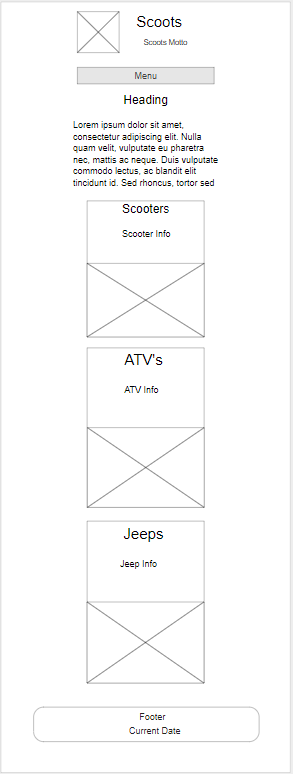 Scoots
Scoots Motto
Menu
Heading
Lorem ipsum dolor sit amet,
consectetur adipiscing elit. Nulla
quam velit, vulputate eu pharetra
nec, mattis ac neque. Duis vulputate
commodo lectus, ac blandit elit
tincidunt id. Sed rhoncus, tortor sed
Scooters
Scooter Info
ATV's
ATV Info
Jeeps
Jeep Info
Footer
Current Date